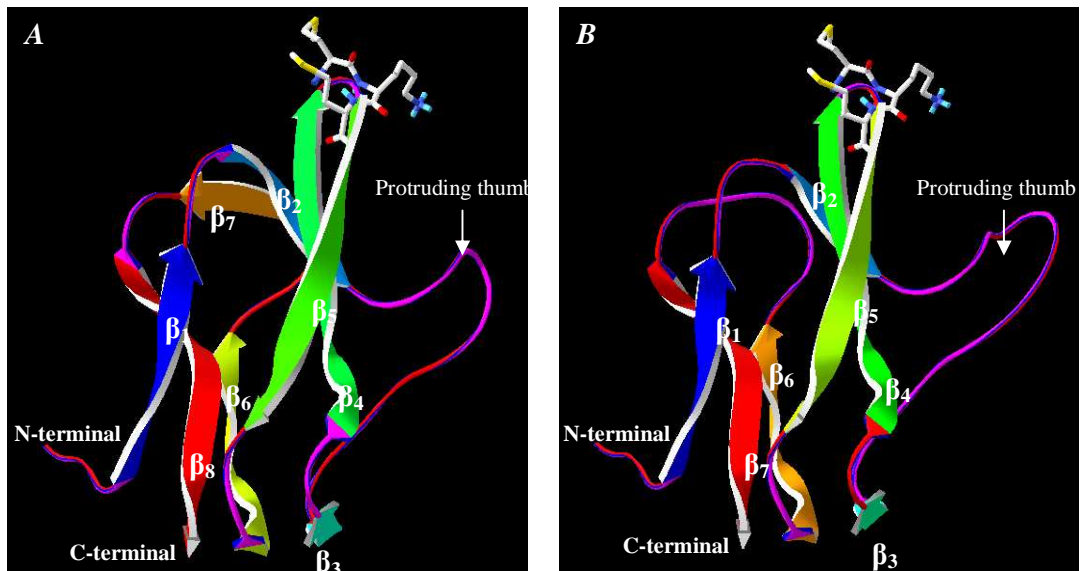 A
Protruding thumb
β2
β7
β1
β5
β6
β4
N-terminal
β8
C-terminal
β3
B
Protruding thumb
β2
β1
β5
β6
β4
N-terminal
β7
C-terminal
β3